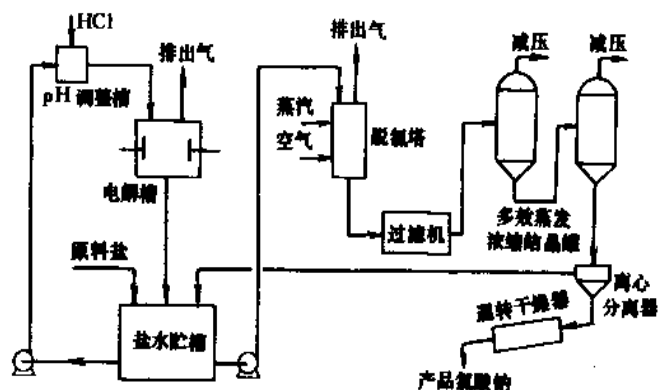 HCl
pH 调整槽
排出气
电解槽
原料盐
盐水贮槽
排出气
蒸汽
空气
脱氯塔
过滤机
减压
减压
多效蒸发
浓缩结晶罐
离心
分离器
回转干燥器
产品氯酸钠